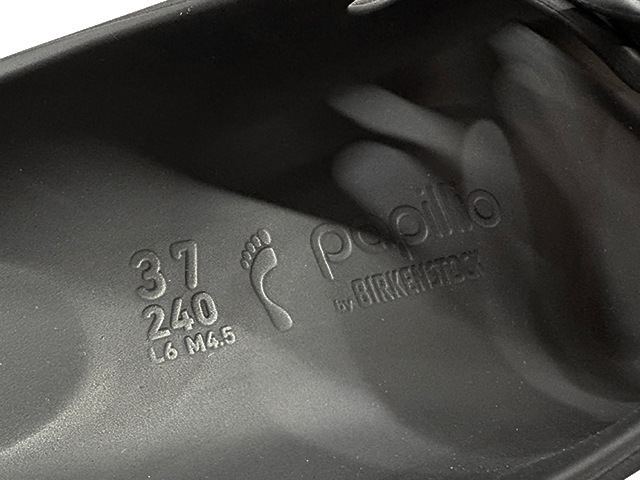 37
240
L6 M4.5
papillio
by BIRKENSTOCK